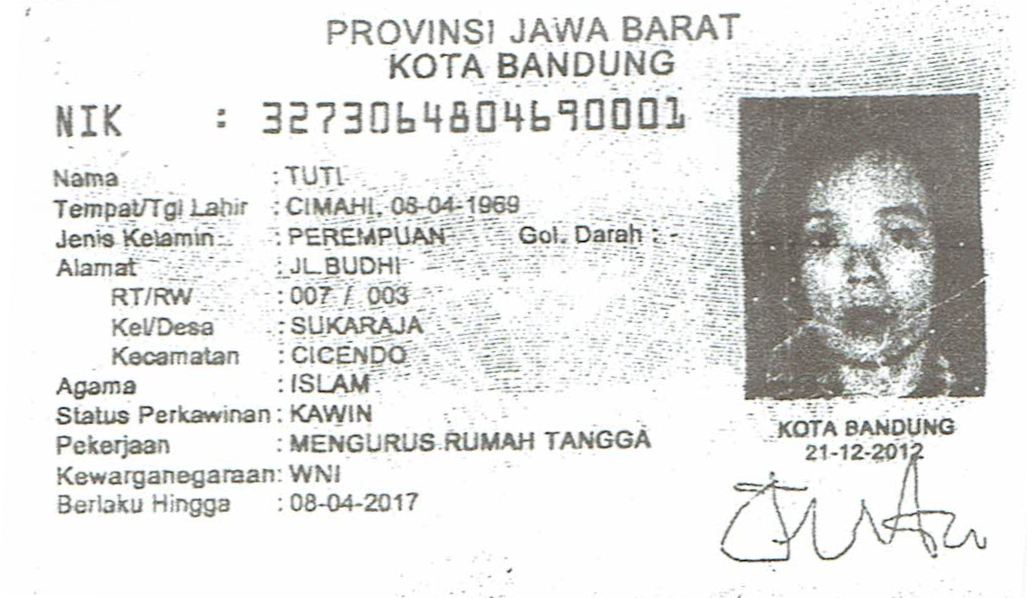 PROVINSI JAWA BARAT
KOTA BANDUNG
NIK : 3273064804690001
Nama : TUTI
Tempat/Tgl Lahir : CIMAHI, 08-04-1969
Jenis Kelamin : PEREMPUAN Gol. Darah : -
Alamat : JL.BUDHI
RT/RW : 007 / 003
Kel/Desa : SUKARAJA
Kecamatan : CICENDO
Agama : ISLAM
Status Perkawinan : KAWIN
Pekerjaan : MENGURUS RUMAH TANGGA
Kewarganegaraan: WNI
Berlaku Hingga : 08-04-2017
KOTA BANDUNG
21-12-2012